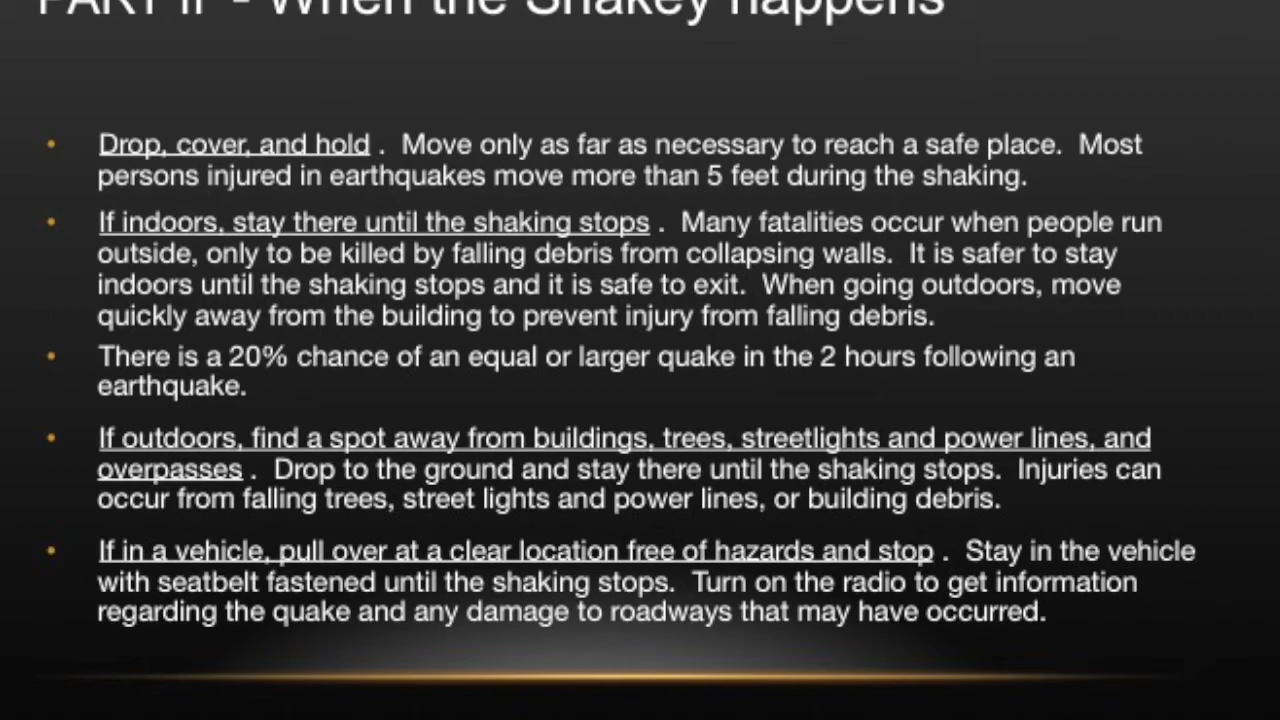 PART II - When the Shakey happens
• Drop, cover, and hold . Move only as far as necessary to reach a safe place. Most
persons injured in earthquakes move more than 5 feet during the shaking.
• If indoors, stay there until the shaking stops . Many fatalities occur when people run
outside, only to be killed by falling debris from collapsing walls. It is safer to stay
indoors until the shaking stops and it is safe to exit. When going outdoors, move
quickly away from the building to prevent injury from falling debris.
• There is a 20% chance of an equal or larger quake in the 2 hours following an
earthquake.
• If outdoors, find a spot away from buildings, trees, streetlights and power lines, and
overpasses . Drop to the ground and stay there until the shaking stops. Injuries can
occur from falling trees, street lights and power lines, or building debris.
• If in a vehicle, pull over at a clear location free of hazards and stop . Stay in the vehicle
with seatbelt fastened until the shaking stops. Turn on the radio to get information
regarding the quake and any damage to roadways that may have occurred.